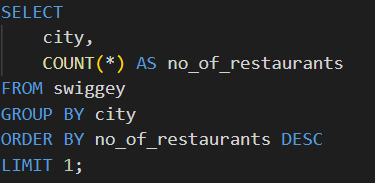 SELECT
    city,
    COUNT(*) AS no_of_restaurants
FROM swiggey
GROUP BY city
ORDER BY no_of_restaurants DESC
LIMIT 1;